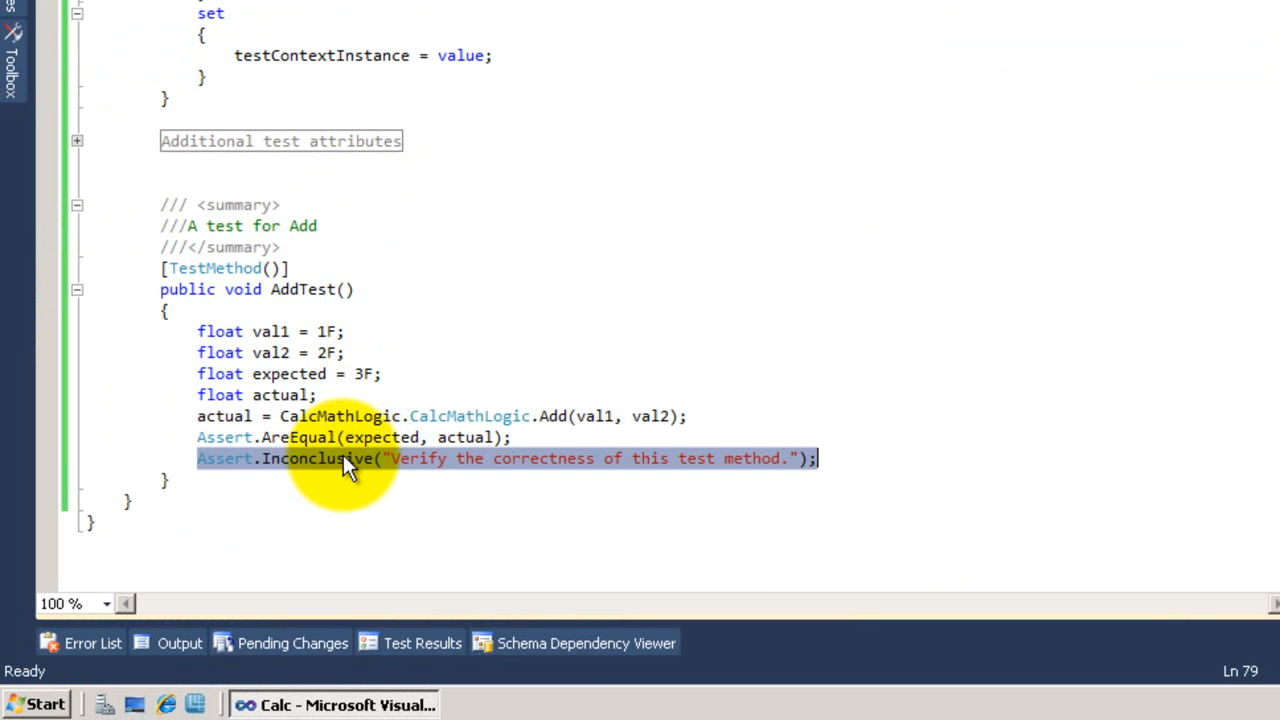 es
Toolbox
set
{
testContextInstance = value;
}
}
Additional test attributes
/// <summary>
///A test for Add
///</summary>
[TestMethod()]
public void AddTest()
{
float val1 = 1F;
float val2 = 2F;
float expected = 3F;
float actual;
actual = CalcMathLogic.CalcMathLogic.Add(val1, val2);
Assert.AreEqual(expected, actual);
Assert.Inconclusive("Verify the correctness of this test method.");
}
}
}
100 %
Error List Output Pending Changes Test Results Schema Dependency Viewer
Ready Ln 79
Start Calc - Microsoft Visual...